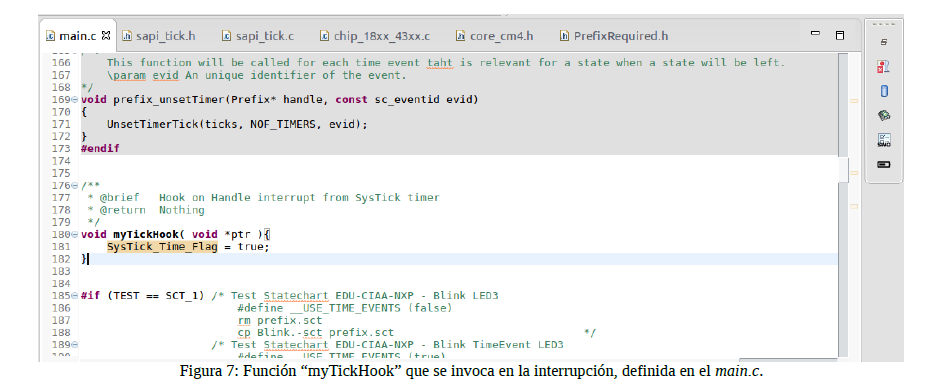 main.c sapi_tick.h sapi_tick.c chip_18xx_43xx.c core_cm4.h PrefixRequired.h
166 This function will be called for each time event taht is relevant for a state when a state will be left.
167 \param evid An unique identifier of the event.
168 */
169 void prefix_unsetTimer(Prefix* handle, const sc_eventid evid)
170 {
171 UnsetTimerTick(ticks, NOF_TIMERS, evid);
172 }
173 #endif
174
175
176 /**
177 * @brief Hook on Handle interrupt from SysTick timer
178 * @return Nothing
179 */
180 void myTickHook( void *ptr ){
181 SysTick_Time_Flag = true;
182 }
183
184
185 #if (TEST == SCT_1) /* Test Statechart EDU-CIAA-NXP - Blink LED3
186 #define __USE_TIME_EVENTS (false)
187 rm prefix.sct
188 cp Blink.-sct prefix.sct */
189 /* Test Statechart EDU-CIAA-NXP - Blink TimeEvent LED3
190 #define __USE_TIME_EVENTS (true)
Figura 7: Función “myTickHook” que se invoca en la interrupción, definida en el main.c.